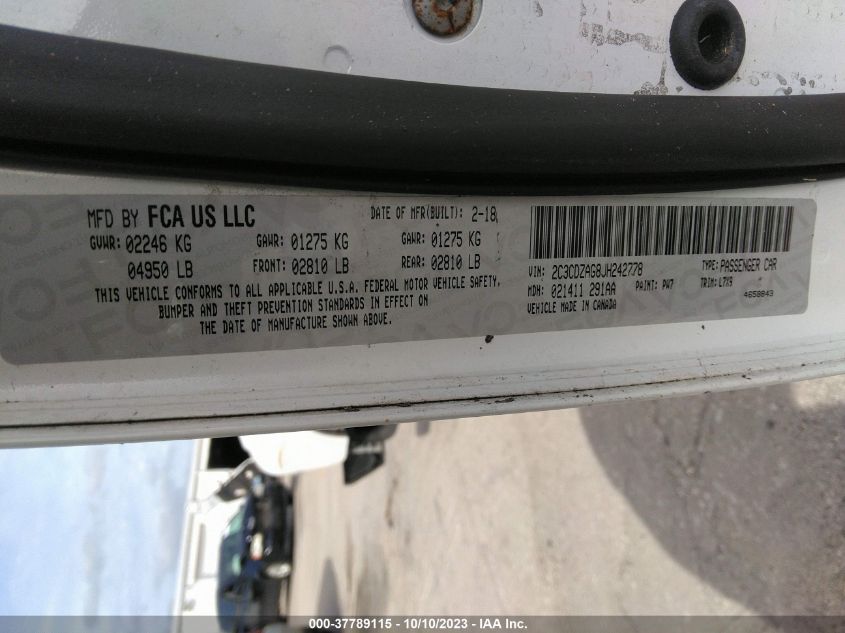 MFD BY FCA US LLC DATE OF MFR(BUILT): 2-18
GVWR: 02246 KG GAWR: 01275 KG GAWR: 01275 KG
04950 LB FRONT: 02810 LB REAR: 02810 LB
THIS VEHICLE CONFORMS TO ALL APPLICABLE U.S.A. FEDERAL MOTOR VEHICLE SAFETY,
BUMPER AND THEFT PREVENTION STANDARDS IN EFFECT ON
THE DATE OF MANUFACTURE SHOWN ABOVE.
VIN: 2C3CDZAG8JH242778 TYPE: PASSENGER CAR
MDH: 021411 291AA PAINT: PW7 TRIM: L7X9
VEHICLE MADE IN CANADA 4658843
000-37789115 - 10/10/2023 - IAA Inc.